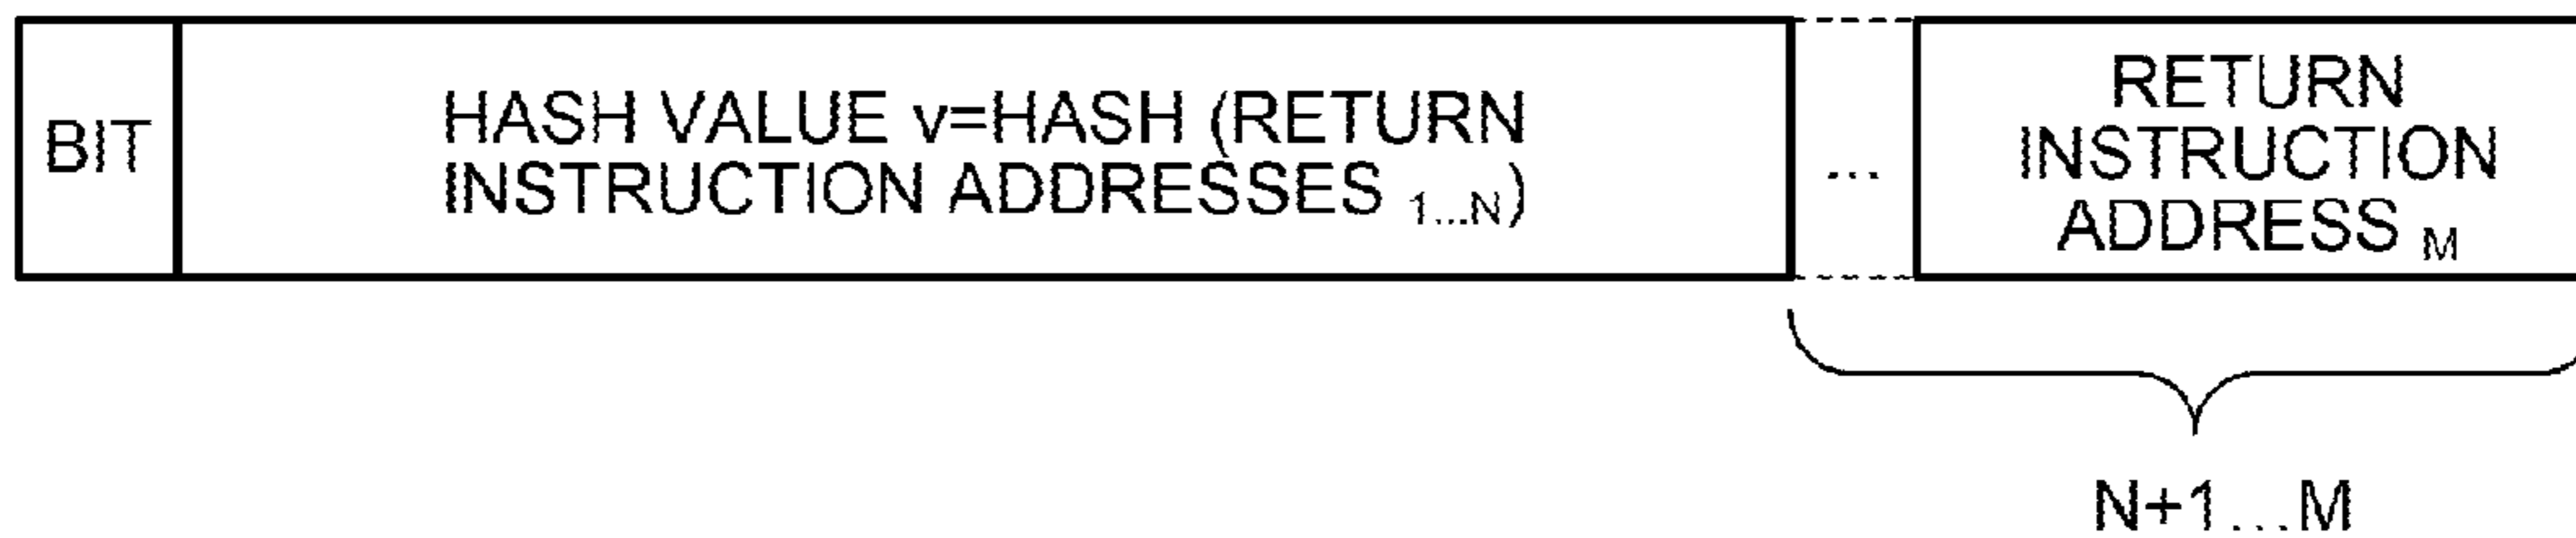 BIT
HASH VALUE v=HASH (RETURN
INSTRUCTION ADDRESSES 1...N)
...
RETURN
INSTRUCTION
ADDRESS M
N+1...M